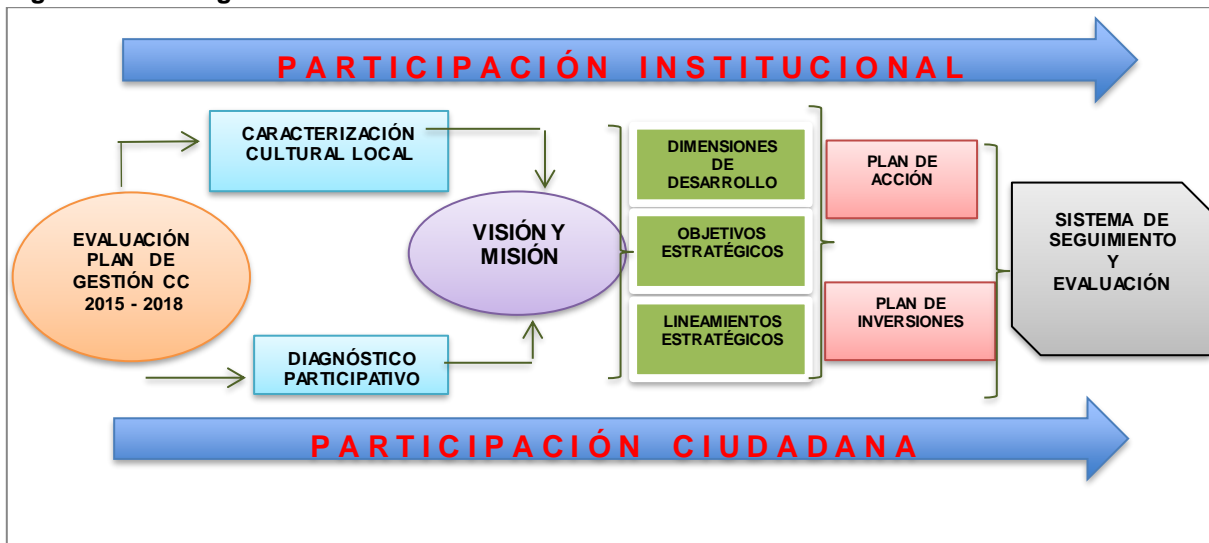 PARTICIPACIÓN INSTITUCIONAL
CARACTERIZACIÓN
CULTURAL LOCAL
EVALUACIÓN
PLAN DE
GESTIÓN CC
2015 - 2018
DIAGNÓSTICO
PARTICIPATIVO
VISIÓN Y
MISIÓN
DIMENSIONES
DE
DESARROLLO
OBJETIVOS
ESTRATÉGICOS
LINEAMIENTOS
ESTRATÉGICOS
PLAN DE
ACCIÓN
PLAN DE
INVERSIONES
SISTEMA DE
SEGUIMIENTO
Y
EVALUACIÓN
PARTICIPACIÓN CIUDADANA